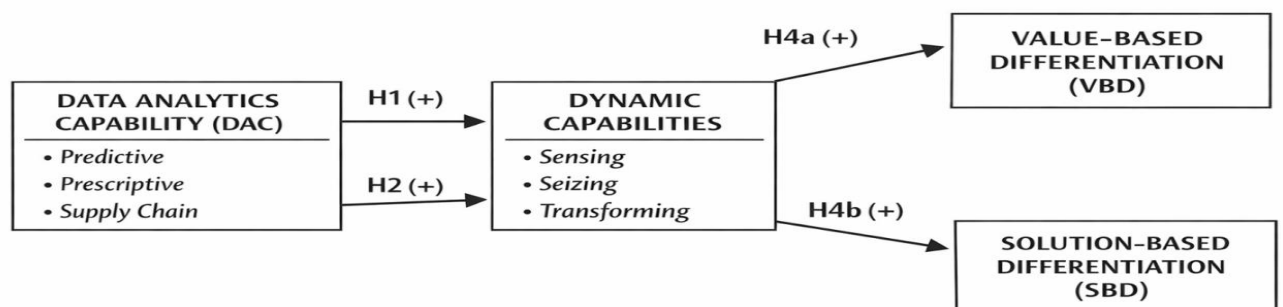 H4a (+)
VALUE-BASED
DIFFERENTIATION
(VBD)
DATA ANALYTICS
CAPABILITY (DAC)
• Predictive
• Prescriptive
• Supply Chain
H1 (+)
H2 (+)
DYNAMIC
CAPABILITIES
• Sensing
• Seizing
• Transforming
H4b (+)
SOLUTION-BASED
DIFFERENTIATION
(SBD)